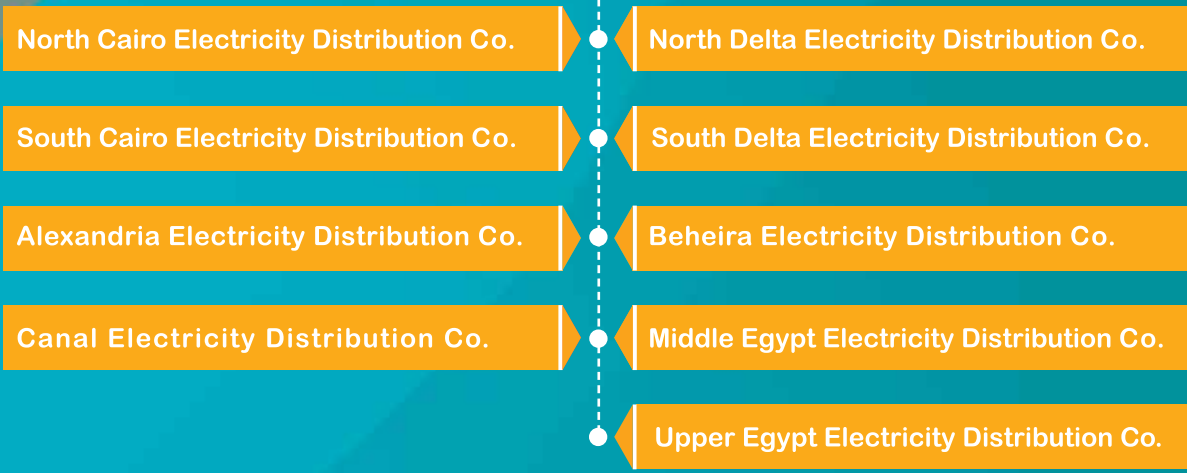 North Cairo Electricity Distribution Co.
North Delta Electricity Distribution Co.
South Cairo Electricity Distribution Co.
South Delta Electricity Distribution Co.
Alexandria Electricity Distribution Co.
Beheira Electricity Distribution Co.
Canal Electricity Distribution Co.
Middle Egypt Electricity Distribution Co.
Upper Egypt Electricity Distribution Co.